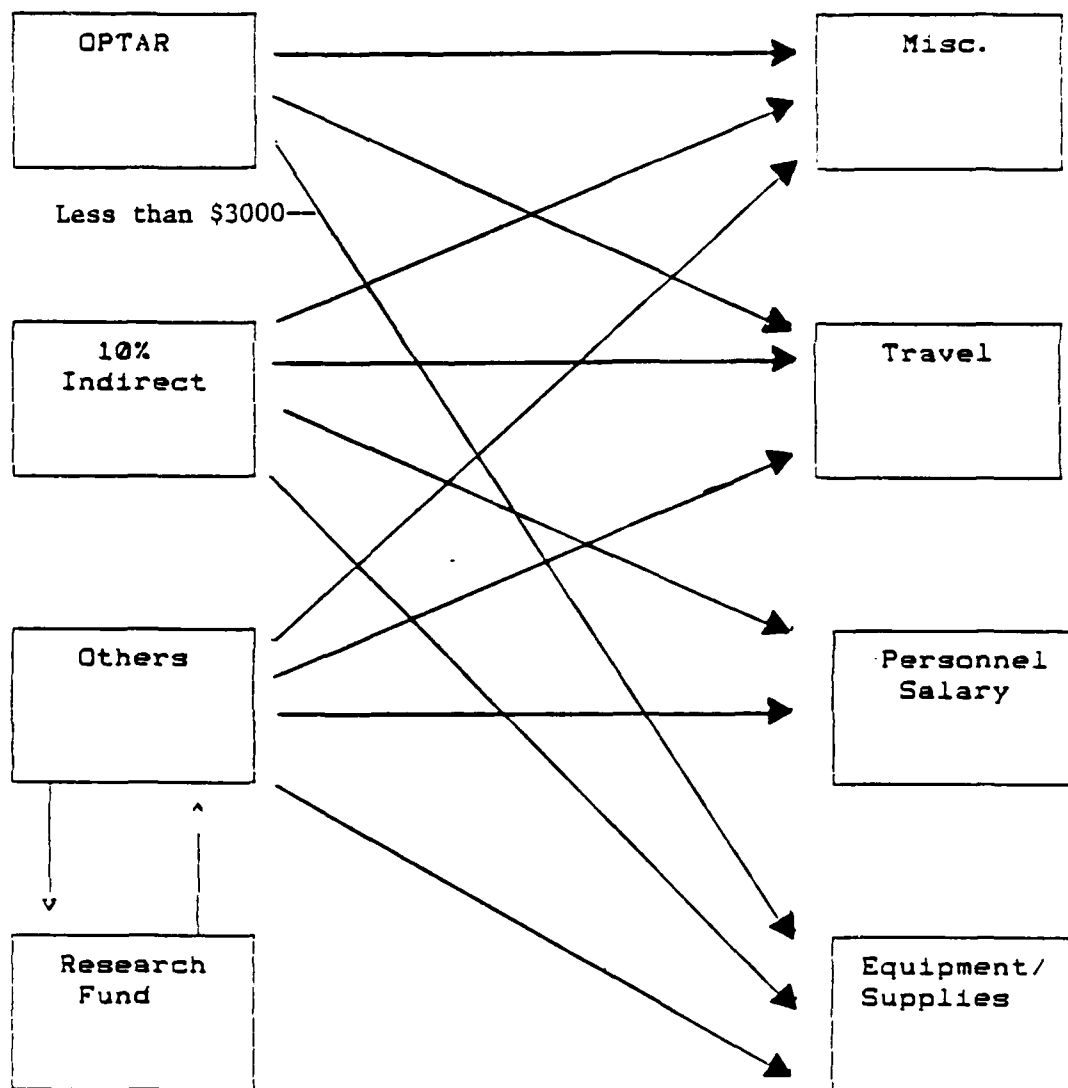 OPTAR
Misc.
Less than $3000
10%
Indirect
Travel
Others
Personnel
Salary
Research
Fund
Equipment/
Supplies